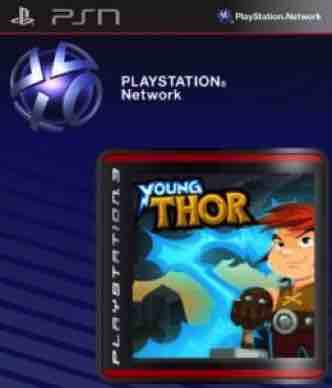 PSN
PlayStation®Network
PLAYSTATION®
Network
PLAYSTATION 3
YOUNG
THOR